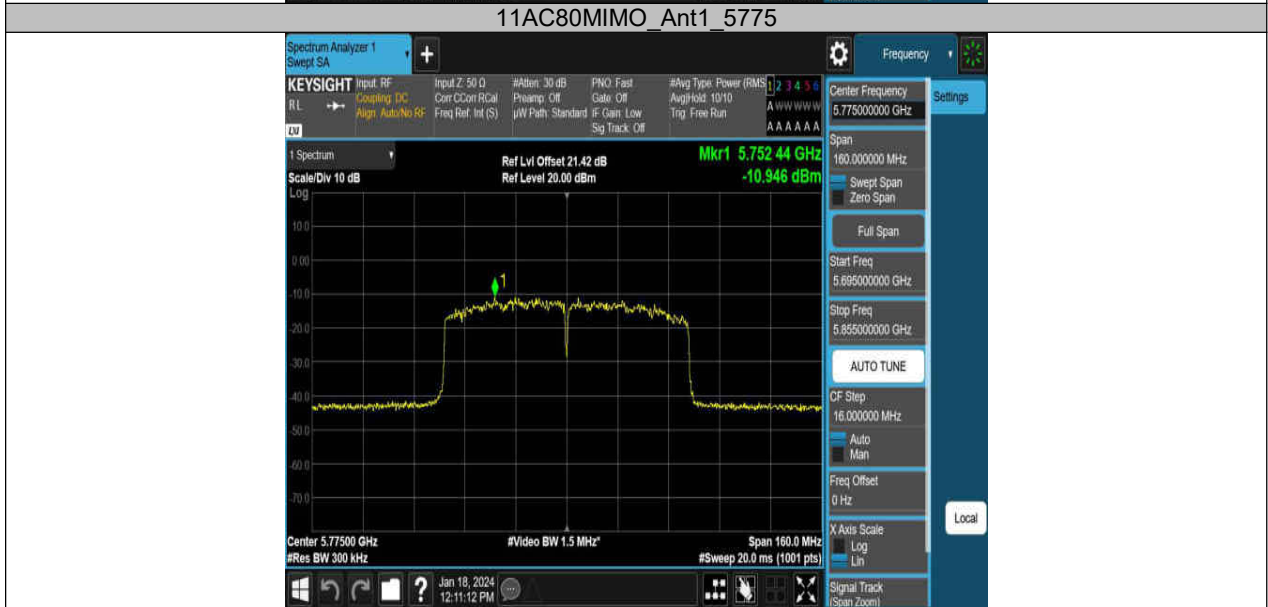 11AC80MIMO_Ant1_5775
Spectrum Analyzer 1
Swept SA
+
Frequency
KEYSIGHT
RL
LXI
Input: RF
Coupling: DC
Align: Auto/No RF
Input Z: 50 Ω
Corr CCorr RCal
Freq Ref: Int (S)
#Atten: 30 dB
Preamp: Off
µW Path: Standard
PNO: Fast
Gate: Off
IF Gain: Low
Sig Track: Off
#Avg Type: Power (RMS
Avg|Hold: 10/10
Trig: Free Run
1 2 3 4 5 6
A W W W W W
A A A A A A
Center Frequency
5.775000000 GHz
Settings
1 Spectrum
Scale/Div 10 dB
Log
Ref Lvl Offset 21.42 dB
Ref Level 20.00 dBm
Mkr1 5.752 44 GHz
-10.946 dBm
Span
160.000000 MHz
Swept Span
Zero Span
Full Span
Start Freq
5.695000000 GHz
Stop Freq
5.855000000 GHz
AUTO TUNE
CF Step
16.000000 MHz
Auto
Man
Freq Offset
0 Hz
X Axis Scale
Log
Lin
Signal Track
(Span Zoom)
Local
10.0
0.00
-10.0
-20.0
-30.0
-40.0
-50.0
-60.0
-70.0
1
Center 5.77500 GHz
#Res BW 300 kHz
#Video BW 1.5 MHz*
Span 160.0 MHz
#Sweep 20.0 ms (1001 pts)
?
Jan 18, 2024
12:11:12 PM